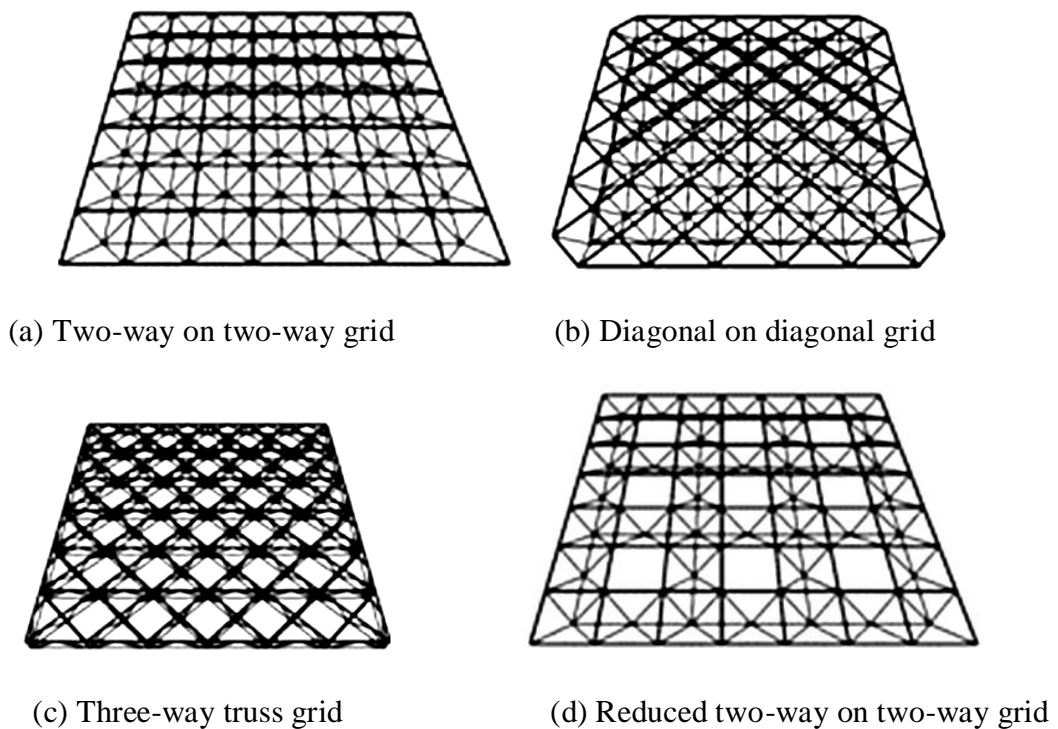 (a) Two-way on two-way grid
(b) Diagonal on diagonal grid
(c) Three-way truss grid
(d) Reduced two-way on two-way grid